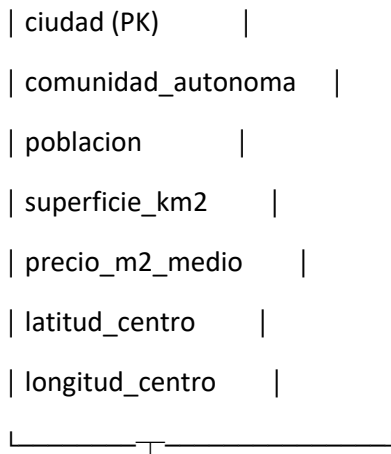 | ciudad (PK) |
| comunidad_autonoma |
| poblacion |
| superficie_km2 |
| precio_m2_medio |
| latitud_centro |
| longitud_centro |